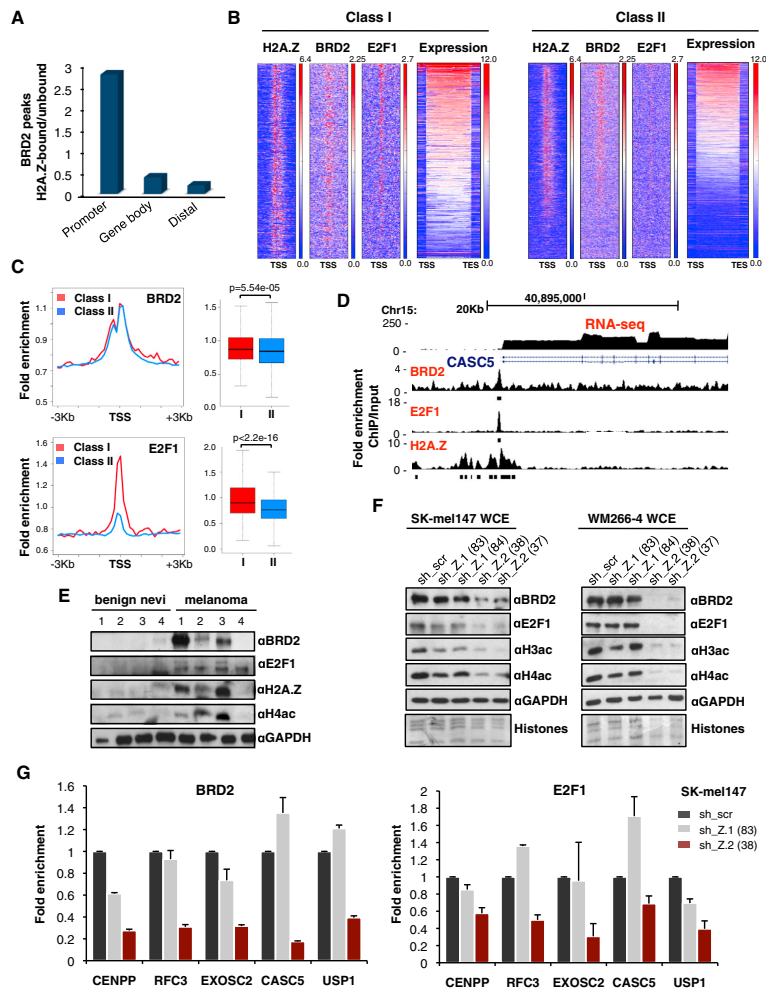 A
BRD2 peaks
H2A.Z-bound/unbound
3
2.5
2
1.5
1
0.5
0
Promoter
Gene body
Distal
B
Class I
Class II
H2A.Z
BRD2
E2F1
Expression
6.4
2.25
2.7
12.0
0.0
0.0
0.0
0.0
TSS
TSS
TSS
TSS
TES
H2A.Z
BRD2
E2F1
Expression
6.4
2.25
2.7
12.0
0.0
0.0
0.0
0.0
TSS
TSS
TSS
TSS
TES
C
Fold enrichment
Class I
Class II
BRD2
1.1
0.9
0.7
0.5
-3Kb
TSS
+3Kb
p=5.54e-05
1.5
1.0
0.5
0.0
I
II
Fold enrichment
Class I
Class II
E2F1
1.6
1.4
1.2
1.0
0.8
0.6
-3Kb
TSS
+3Kb
p<2.2e-16
2.0
1.5
1.0
0.5
0.0
I
II
D
Chr15:
20Kb
40,895,000
250 -
RNA-seq
0 -
CASC5
BRD2
4 -
0 -
18 -
E2F1
0 -
H2A.Z
10 -
0 -
Fold enrichment
ChIP/Input
E
benign nevi
melanoma
1 2 3 4 1 2 3 4
αBRD2
αE2F1
αH2A.Z
αH4ac
αGAPDH
F
SK-mel147 WCE
sh_scr
sh_Z.1 (83)
sh_Z.1 (84)
sh_Z.2 (38)
sh_Z.2 (37)
αBRD2
αE2F1
αH3ac
αH4ac
αGAPDH
Histones
WM266-4 WCE
sh_scr
sh_Z.1 (83)
sh_Z.1 (84)
sh_Z.2 (38)
sh_Z.2 (37)
αBRD2
αE2F1
αH3ac
αH4ac
αGAPDH
Histones
G
BRD2
Fold enrichment
1.6
1.4
1.2
1
0.8
0.6
0.4
0.2
0
CENPP
RFC3
EXOSC2
CASC5
USP1
E2F1
Fold enrichment
2
1.8
1.6
1.4
1.2
1
0.8
0.6
0.4
0.2
0
CENPP
RFC3
EXOSC2
CASC5
USP1
SK-mel147
sh_scr
sh_Z.1 (83)
sh_Z.2 (38)